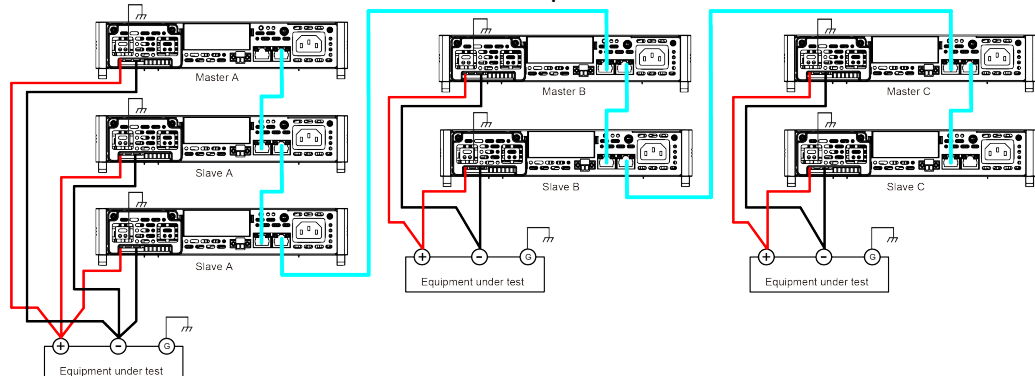 Master A
Slave A
Slave A
+
−
G
Equipment under test
Master B
Slave B
+
−
G
Equipment under test
Master C
Slave C
+
−
G
Equipment under test